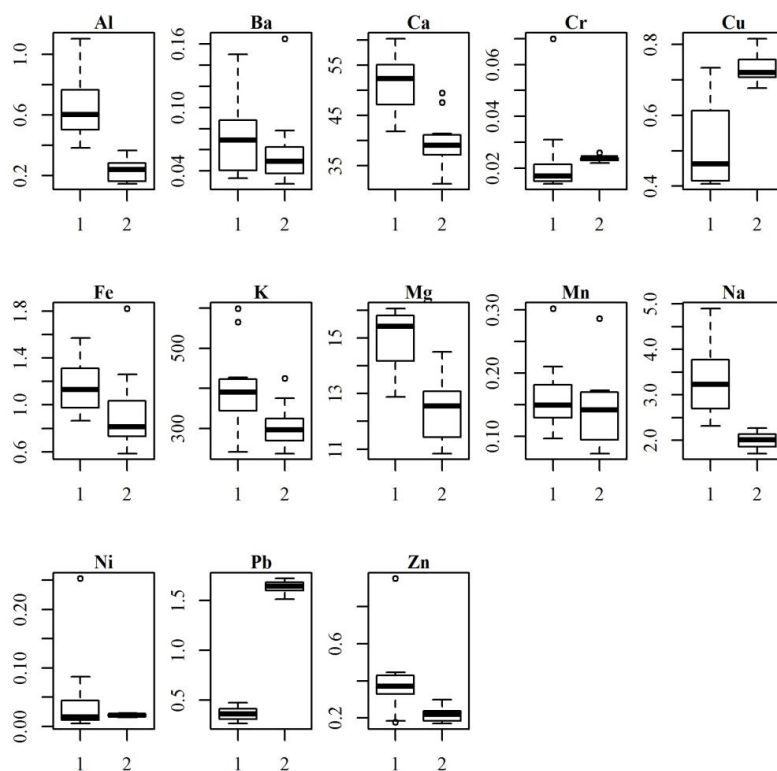 Al Ba Ca Cr Cu
0.2 0.6 1.0
0.04 0.10 0.16
35 45 55
0.02 0.04 0.06
0.4 0.6 0.8
1 2 1 2 1 2 1 2 1 2
Fe K Mg Mn Na
0.6 1.0 1.4 1.8
300 500
11 13 15
0.10 0.20 0.30
2.0 3.0 4.0 5.0
1 2 1 2 1 2 1 2 1 2
Ni Pb Zn
0.00 0.10 0.20
0.5 1.0 1.5
0.2 0.6
1 2 1 2 1 2